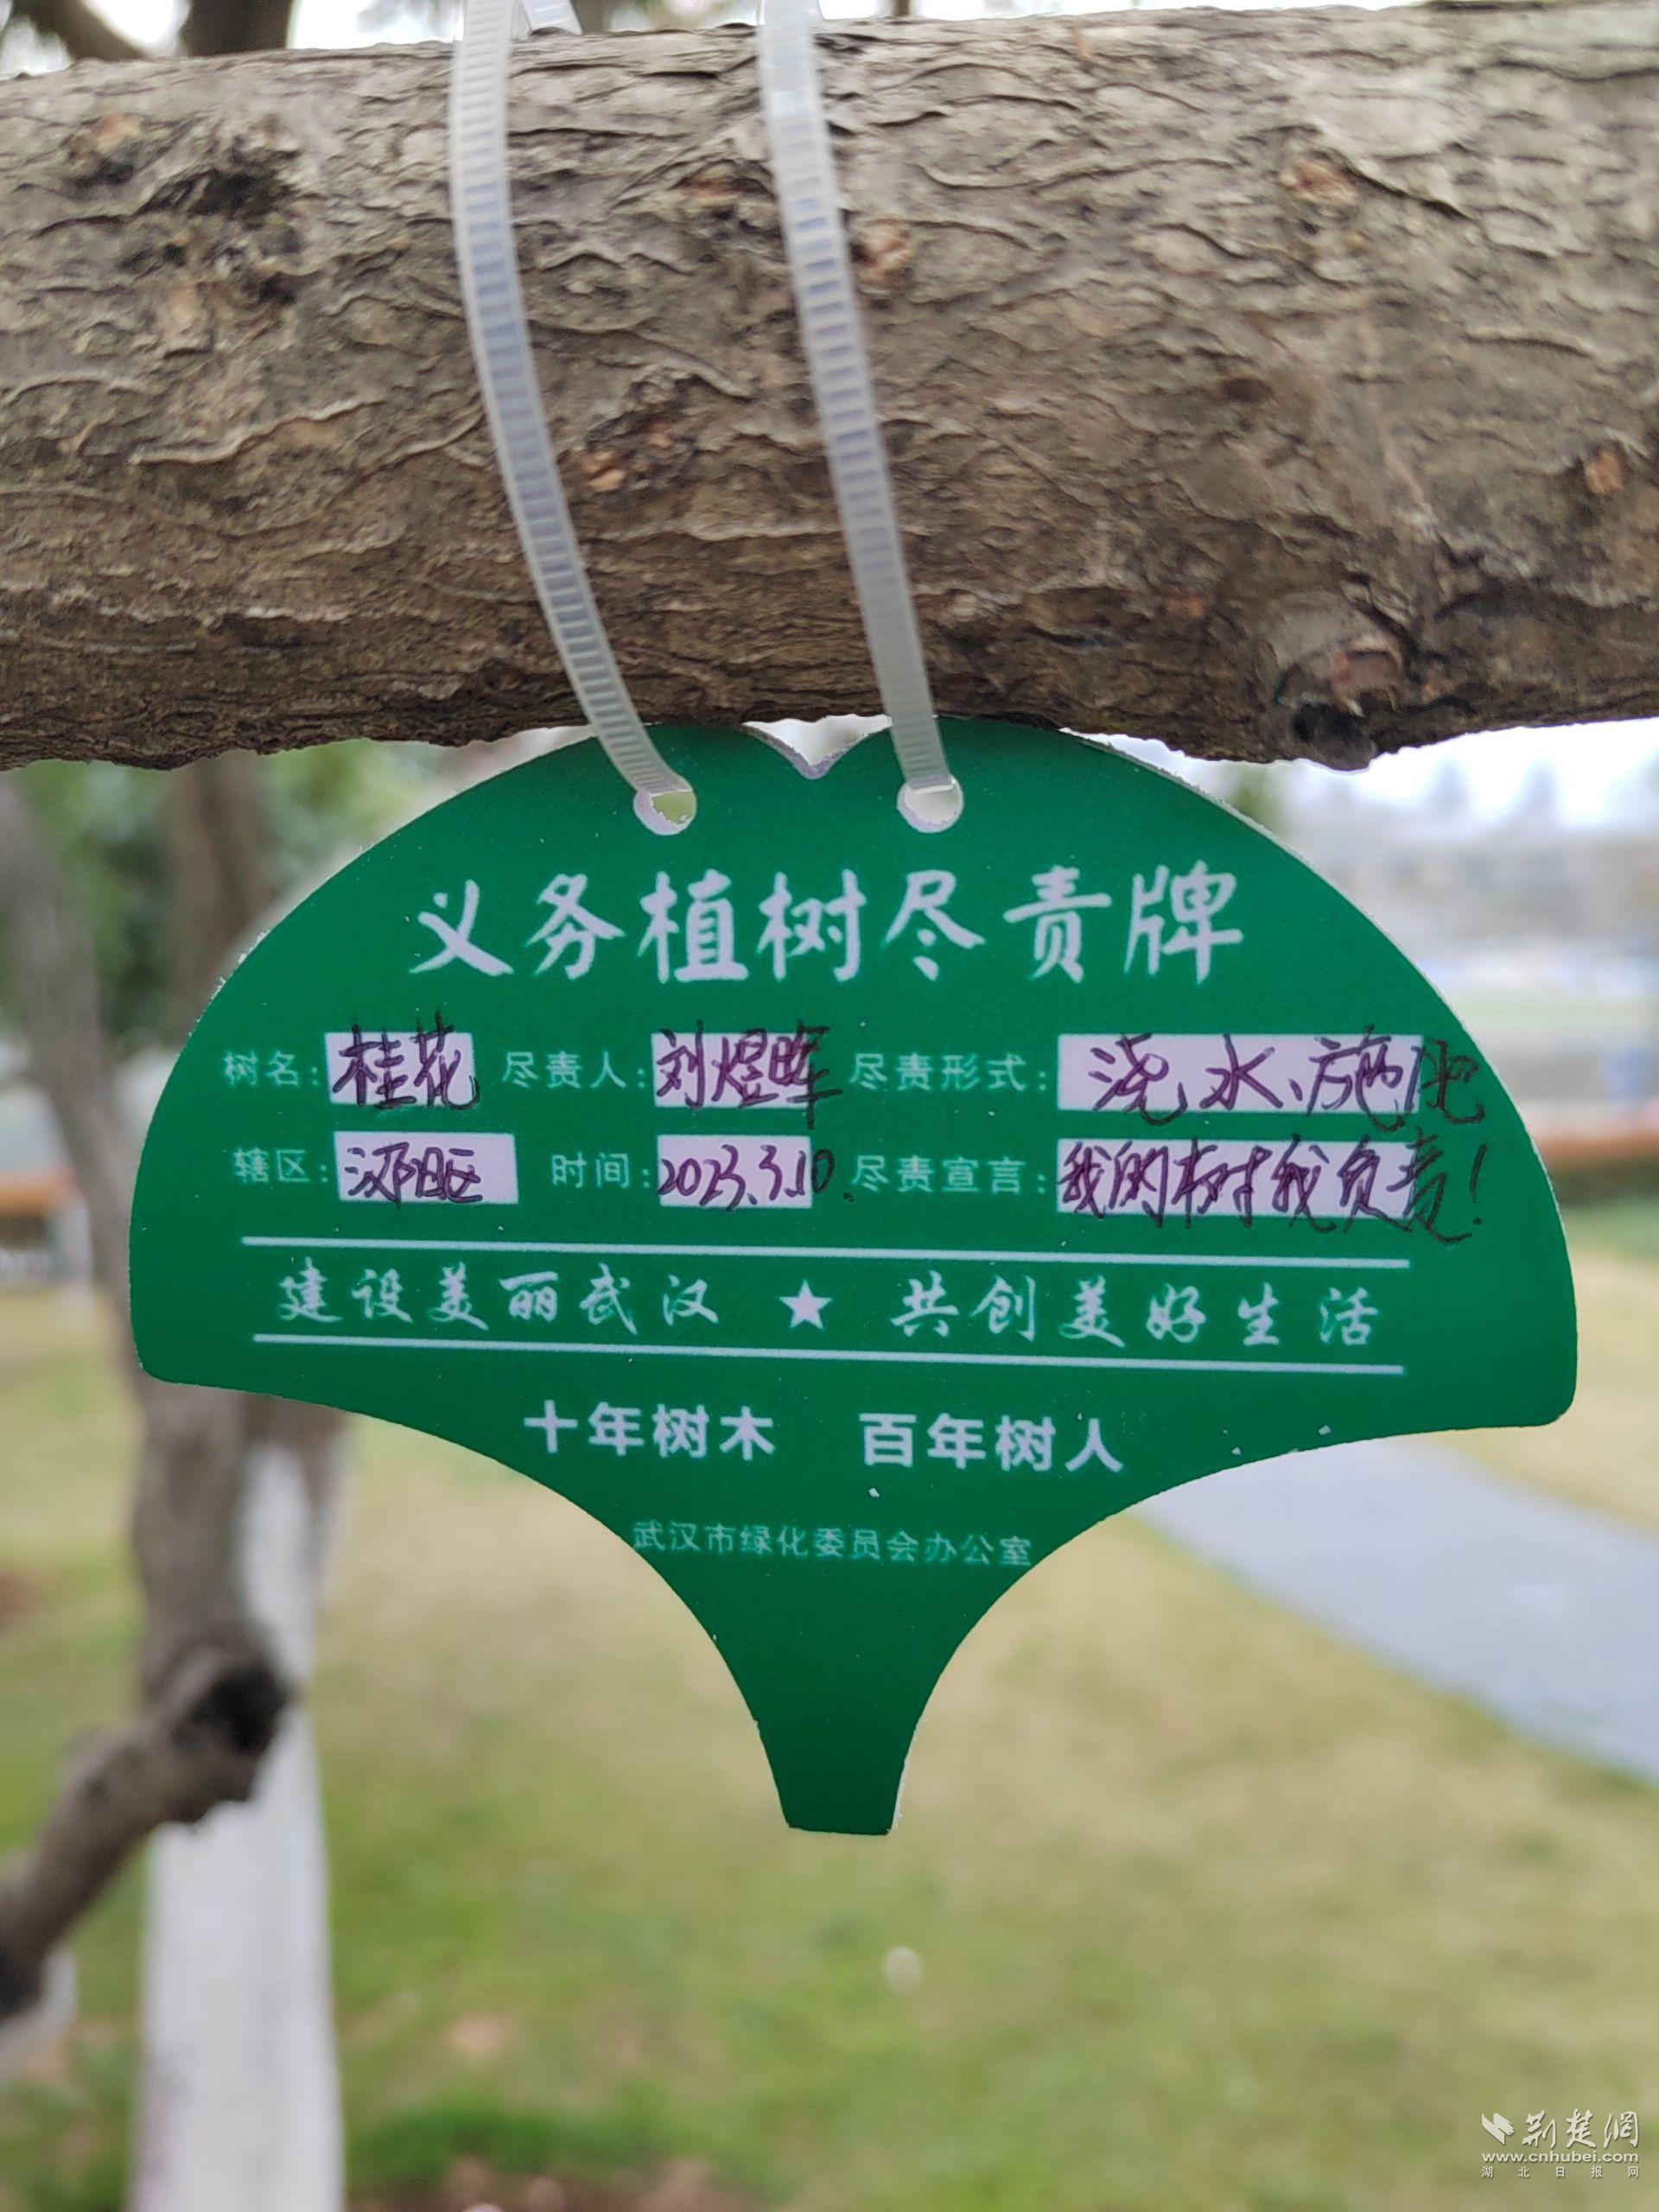 义务植树尽责牌
树名：桂花 尽责人：刘煜晖 尽责形式：浇水、施肥
辖区：汉阳区 时间：2023.3.10. 尽责宣言：我的树我负责！
建设美丽武汉 ★ 共创美好生活
十年树木 百年树人
武汉市绿化委员会办公室
荆楚網
www.cnhubei.com
湖北日报网